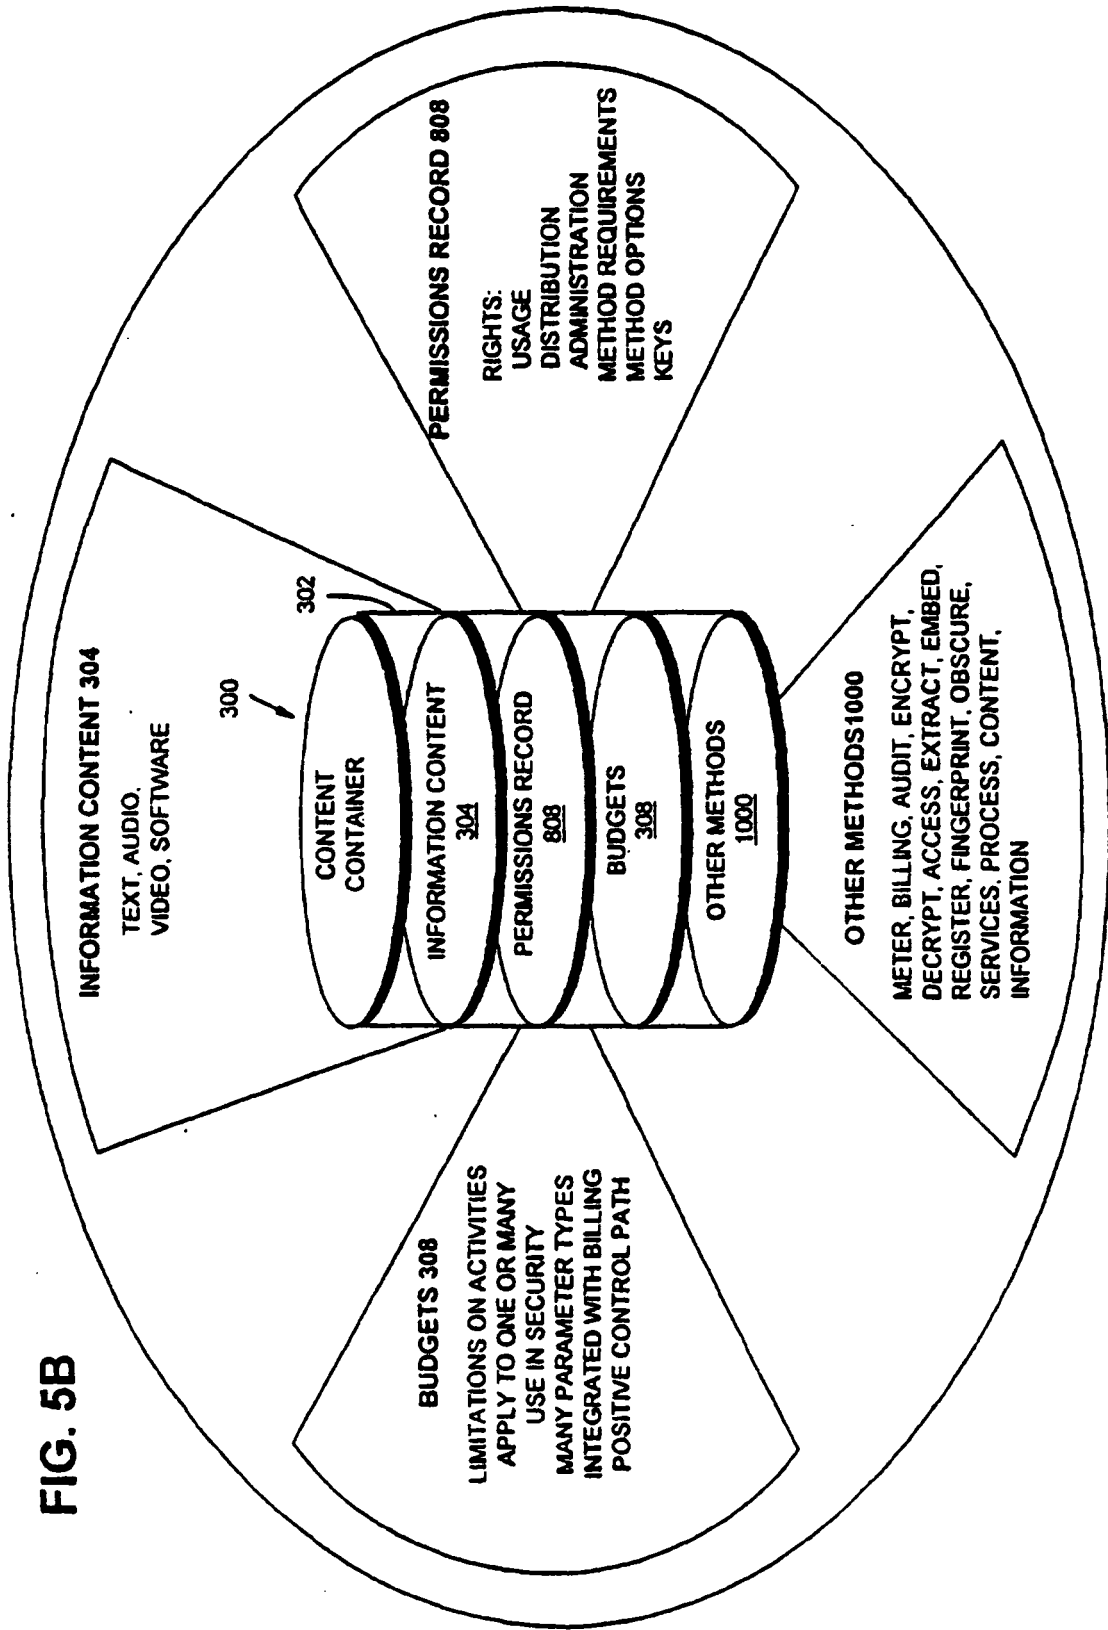 FIG. 5B
INFORMATION CONTENT 304
TEXT, AUDIO,
VIDEO, SOFTWARE
BUDGETS 308
LIMITATIONS ON ACTIVITIES
APPLY TO ONE OR MANY
USE IN SECURITY
MANY PARAMETER TYPES
INTEGRATED WITH BILLING
POSITIVE CONTROL PATH
300
302
CONTENT
CONTAINER
INFORMATION CONTENT
304
PERMISSIONS RECORD
808
BUDGETS
308
OTHER METHODS
1000
PERMISSIONS RECORD 808
RIGHTS:
USAGE
DISTRIBUTION
ADMINISTRATION
METHOD REQUIREMENTS
METHOD OPTIONS
KEYS
OTHER METHODS1000
METER, BILLING, AUDIT, ENCRYPT,
DECRYPT, ACCESS, EXTRACT, EMBED,
REGISTER, FINGERPRINT, OBSCURE,
SERVICES, PROCESS, CONTENT,
INFORMATION